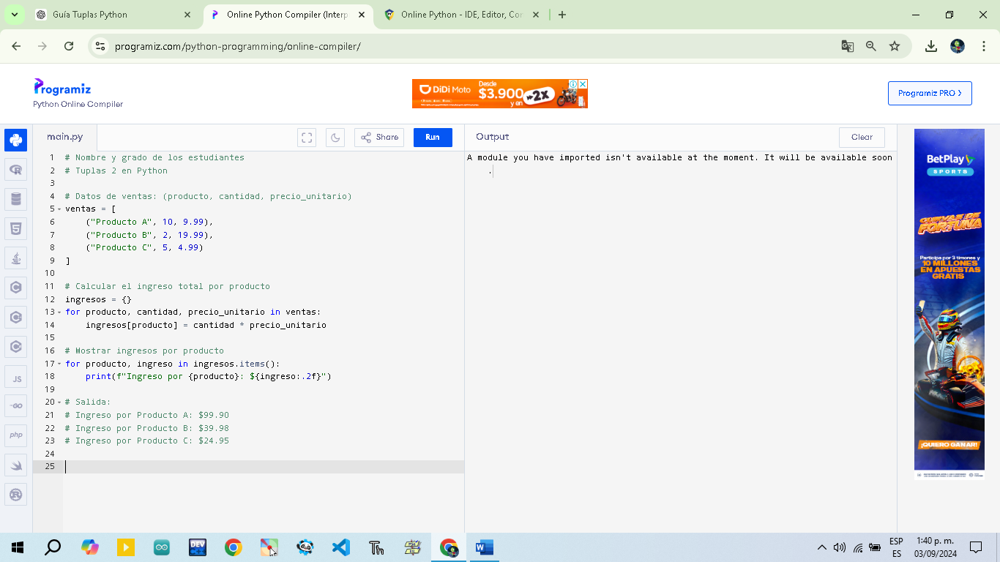 Guía Tuplas Python
Online Python Compiler (Interp
Online Python - IDE, Editor, Con
programiz.com/python-programming/online-compiler/
Programiz
Python Online Compiler
DiDi Moto
Desde
$3.900
y en
2X
Programiz PRO >
main.py
Share
Run
Output
Clear
1 # Nombre y grado de los estudiantes
2 # Tuplas 2 en Python
3
4 # Datos de ventas: (producto, cantidad, precio_unitario)
5 ventas = [
6     ("Producto A", 10, 9.99),
7     ("Producto B", 2, 19.99),
8     ("Producto C", 5, 4.99)
9 ]
10
11 # Calcular el ingreso total por producto
12 ingresos = {}
13 for producto, cantidad, precio_unitario in ventas:
14     ingresos[producto] = cantidad * precio_unitario
15
16 # Mostrar ingresos por producto
17 for producto, ingreso in ingresos.items():
18     print(f"Ingreso por {producto}: ${ingreso:.2f}")
19
20 # Salida:
21 # Ingreso por Producto A: $99.90
22 # Ingreso por Producto B: $39.98
23 # Ingreso por Producto C: $24.95
24
25
A module you have imported isn't available at the moment. It will be available soon
.
JS
GO
php
BetPlay
SPORTS
CUEVAS DE
FORTUNA
Participa por 3 timones y
10 MILLONES
EN APUESTAS
GRATIS
¡QUIERO GANAR!
DEV
ESP
ES
1:40 p. m.
03/09/2024